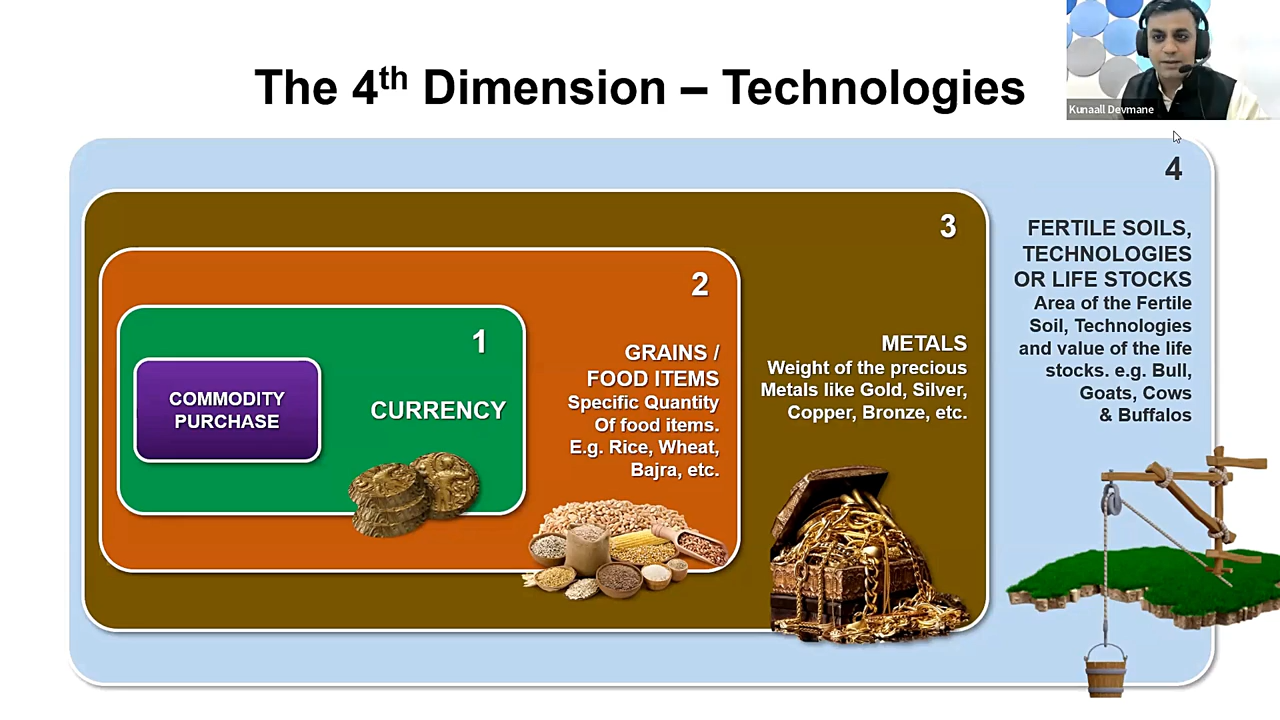 The 4th Dimension – Technologies
Kunaall Devmane
4
FERTILE SOILS,
TECHNOLOGIES
OR LIFE STOCKS
Area of the Fertile
Soil, Technologies
and value of the life
stocks. e.g. Bull,
Goats, Cows
& Buffalos
3
METALS
Weight of the precious
Metals like Gold, Silver,
Copper, Bronze, etc.
2
GRAINS /
FOOD ITEMS
Specific Quantity
Of food items.
E.g. Rice, Wheat,
Bajra, etc.
1
CURRENCY
COMMODITY
PURCHASE